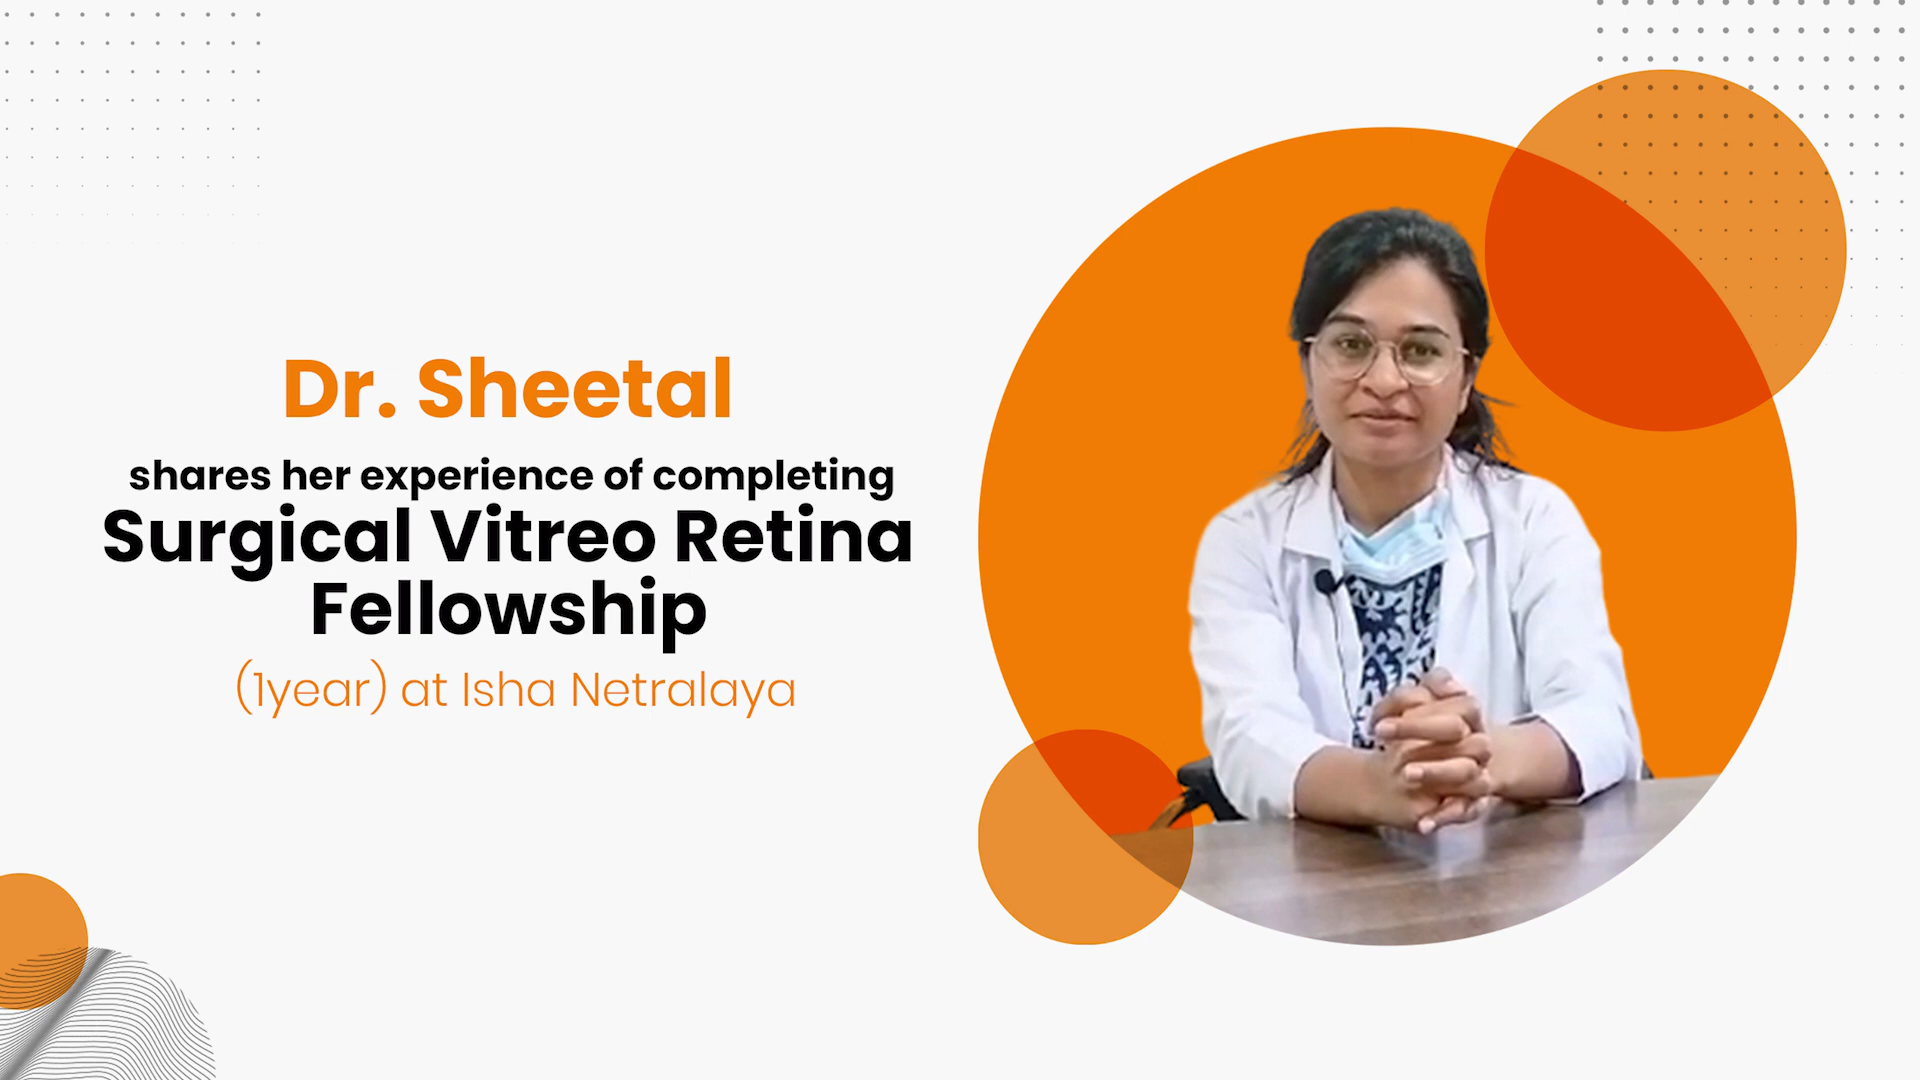 Dr. Sheetal
shares her experience of completing
Surgical Vitreo Retina
Fellowship
(1year) at Isha Netralaya